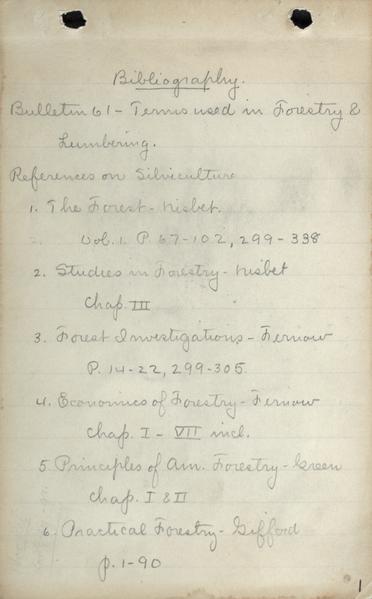 Bibliography.
Bulletin 61 - Terms used in Forestry &
Lumbering.
References on Silviculture
1. The Forest - Nisbet.
Vol. 1. P. 67-102, 299-338
2. Studies in Forestry - Nisbet
Chap. III
3. Forest Investigations - Fernow
P. 14-22, 299-305.
4. Economics of Forestry - Fernow
Chap. I - VII incl.
5. Principles of Am. Forestry - Green
Chap. I & II
6. Practical Forestry - Gifford
p. 1-90
1